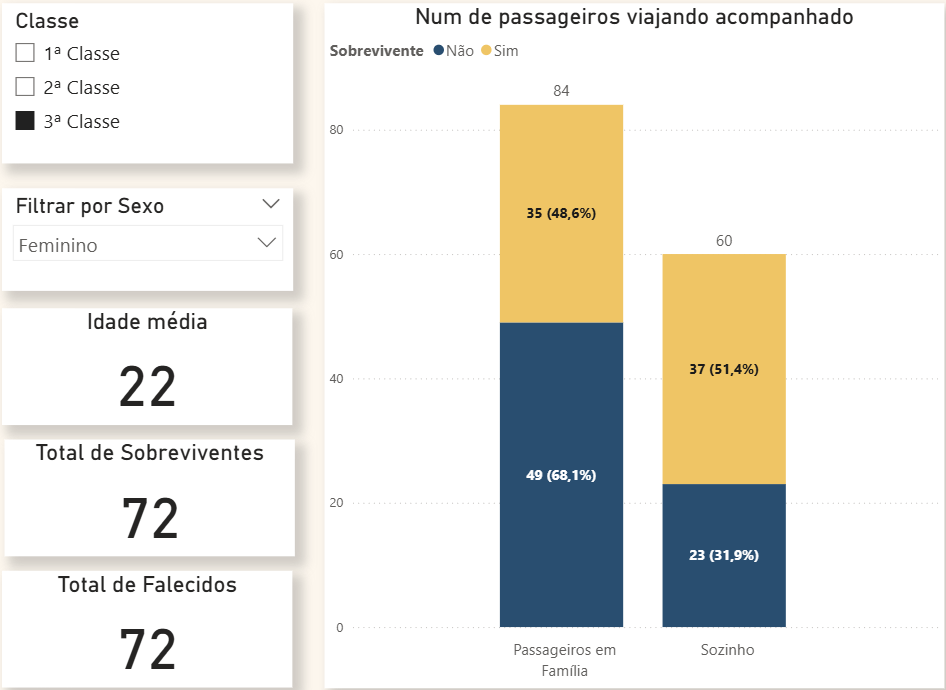 Classe
1ª Classe
2ª Classe
3ª Classe
Filtrar por Sexo
Feminino
Idade média
22
Total de Sobreviventes
72
Total de Falecidos
72
Num de passageiros viajando acompanhado
Sobrevivente Não Sim
84
80
35 (48,6%)
60
60
40
37 (51,4%)
49 (68,1%)
20
23 (31,9%)
0
Passageiros em
Família
Sozinho